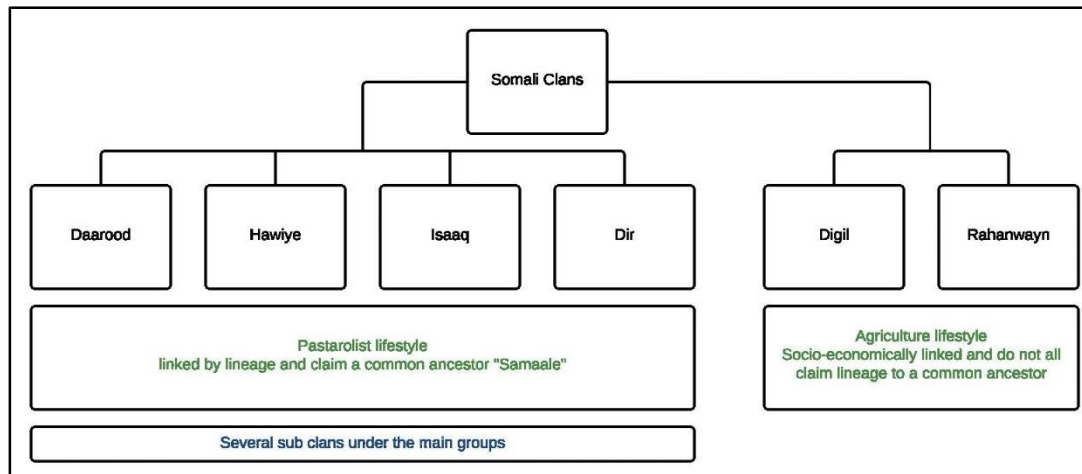 Somali Clans
Daarood
Hawiye
Isaaq
Dir
Digil
Rahanwayn
Pastarolist lifestyle
linked by lineage and claim a common ancestor "Samaale"
Agriculture lifestyle
Socio-economically linked and do not all
claim lineage to a common ancestor
Several sub clans under the main groups